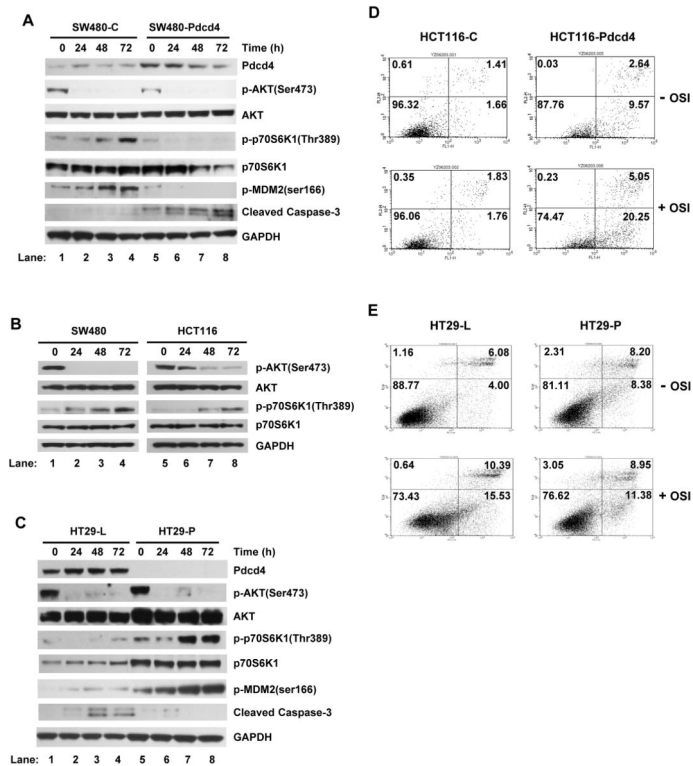 A
SW480-C SW480-Pdcd4
0 24 48 72 0 24 48 72 Time (h)
Pdcd4
p-AKT(Ser473)
AKT
p-p70S6K1(Thr389)
p70S6K1
p-MDM2(ser166)
Cleaved Caspase-3
GAPDH
Lane: 1 2 3 4 5 6 7 8
B
SW480 HCT116
0 24 48 72 0 24 48 72
p-AKT(Ser473)
AKT
p-p70S6K1(Thr389)
p70S6K1
GAPDH
Lane: 1 2 3 4 5 6 7 8
C
HT29-L HT29-P
0 24 48 72 0 24 48 72 Time (h)
Pdcd4
p-AKT(Ser473)
AKT
p-p70S6K1(Thr389)
p70S6K1
p-MDM2(ser166)
Cleaved Caspase-3
GAPDH
Lane: 1 2 3 4 5 6 7 8
D
HCT116-C HCT116-Pdcd4
0.61 1.41 0.03 2.64
− OSI
96.32 1.66 87.76 9.57
0.35 1.83 0.23 5.05
+ OSI
96.06 1.76 74.47 20.25
E
HT29-L HT29-P
1.16 6.08 2.31 8.20
− OSI
88.77 4.00 81.11 8.38
0.64 10.39 3.05 8.95
+ OSI
73.43 15.53 76.62 11.38